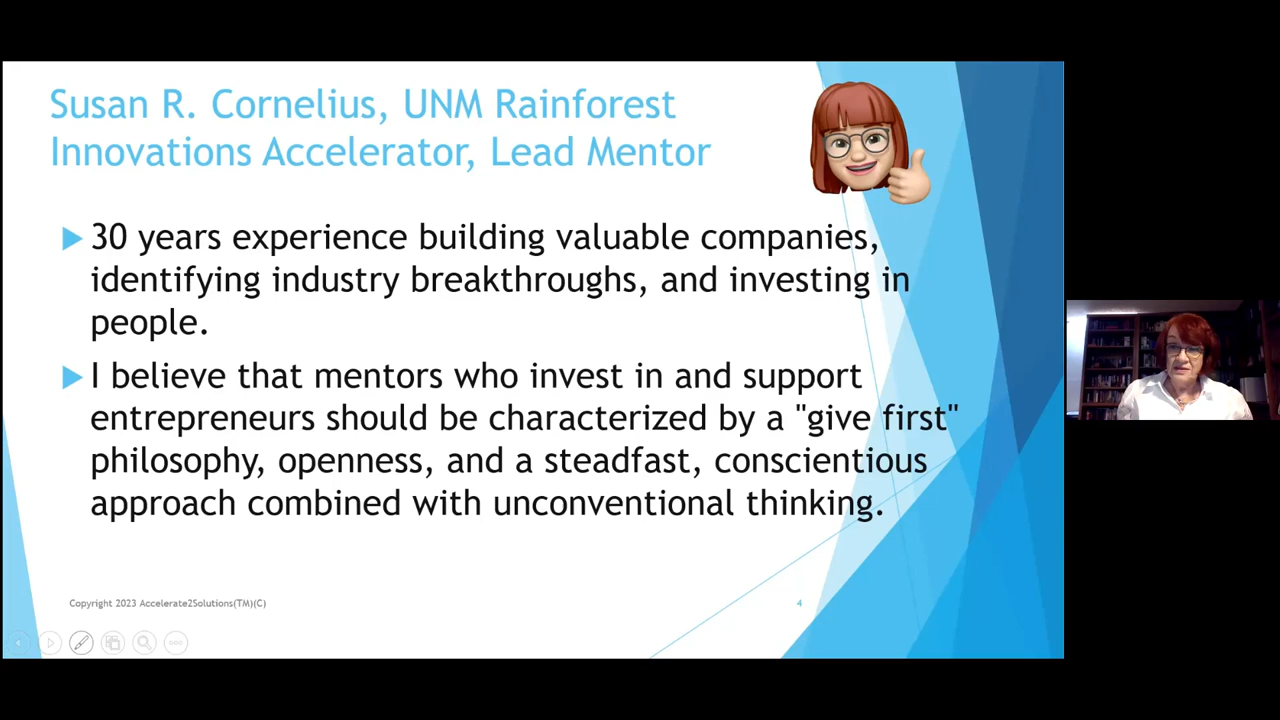 Susan R. Cornelius, UNM Rainforest
Innovations Accelerator, Lead Mentor
30 years experience building valuable companies,
identifying industry breakthroughs, and investing in
people.
I believe that mentors who invest in and support
entrepreneurs should be characterized by a "give first"
philosophy, openness, and a steadfast, conscientious
approach combined with unconventional thinking.
Copyright 2023 Accelerate2Solutions(TM)(C)
4